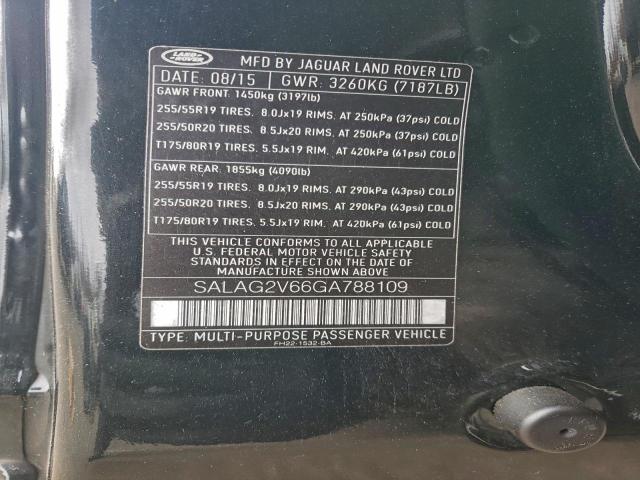 LAND-
ROVER
MFD BY JAGUAR LAND ROVER LTD
DATE: 08/15 GWR: 3260KG (7187LB)
GAWR FRONT: 1450kg (3197lb)
255/55R19 TIRES. 8.0Jx19 RIMS. AT 250kPa (37psi) COLD
255/50R20 TIRES. 8.5Jx20 RIMS. AT 250kPa (37psi) COLD
T175/80R19 TIRES. 5.5Jx19 RIM. AT 420kPa (61psi) COLD
GAWR REAR: 1855kg (4090lb)
255/55R19 TIRES. 8.0Jx19 RIMS. AT 290kPa (43psi) COLD
255/50R20 TIRES. 8.5Jx20 RIMS. AT 290kPa (43psi) COLD
T175/80R19 TIRES. 5.5Jx19 RIM. AT 420kPa (61psi) COLD
THIS VEHICLE CONFORMS TO ALL APPLICABLE
U.S. FEDERAL MOTOR VEHICLE SAFETY
STANDARDS IN EFFECT ON THE DATE OF
MANUFACTURE SHOWN ABOVE
SALAG2V66GA788109
TYPE: MULTI-PURPOSE PASSENGER VEHICLE
FH22-1532-BA